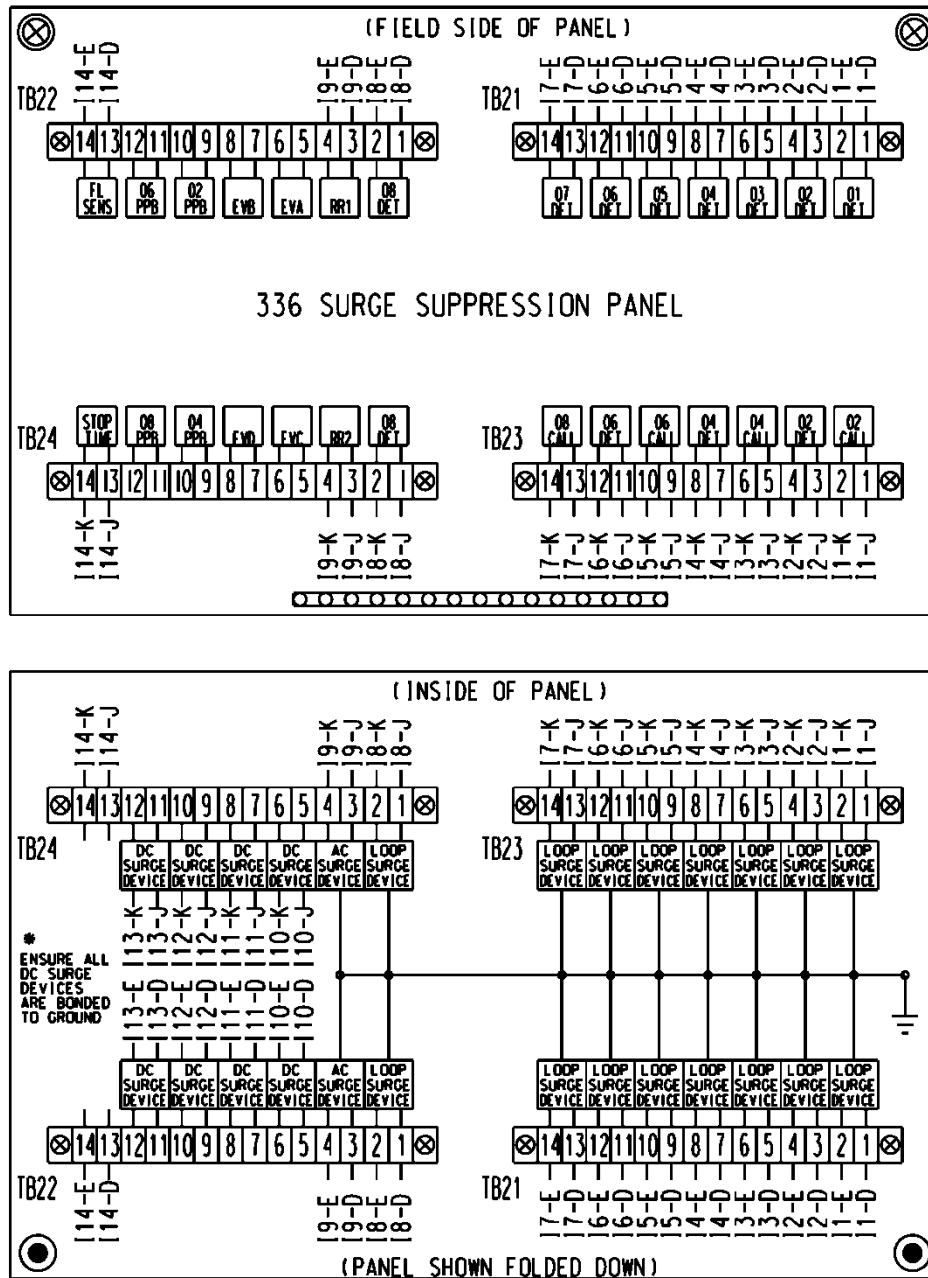 (FIELD SIDE OF PANEL)
I14-E I14-D I9-E I9-D I8-E I8-D I7-E I7-D I6-E I6-D I5-E I5-D I4-E I4-D I3-E I3-D I2-E I2-D I1-E I1-D
TB22 TB21
14 13 12 11 10 9 8 7 6 5 4 3 2 1 14 13 12 11 10 9 8 7 6 5 4 3 2 1
FL SENS 06 PPB 02 PPB EVB EVA RR1 08 DET 07 DET 06 DET 05 DET 04 DET 03 DET 02 DET 01 DET
336 SURGE SUPPRESSION PANEL
STOP TIME 08 PPB 04 PPB EVD EVC RR2 08 DET 08 CALL 06 DET 06 CALL 04 DET 04 CALL 02 DET 02 CALL
TB24 TB23
14 13 12 11 10 9 8 7 6 5 4 3 2 1 14 13 12 11 10 9 8 7 6 5 4 3 2 1
I14-K I14-J I9-K I9-J I8-K I8-J I7-K I7-J I6-K I6-J I5-K I5-J I4-K I4-J I3-K I3-J I2-K I2-J I1-K I1-J
(INSIDE OF PANEL)
I14-K I14-J I9-K I9-J I8-K I8-J I7-K I7-J I6-K I6-J I5-K I5-J I4-K I4-J I3-K I3-J I2-K I2-J I1-K I1-J
14 13 12 11 10 9 8 7 6 5 4 3 2 1 14 13 12 11 10 9 8 7 6 5 4 3 2 1
TB24 TB23
DC DC DC DC AC LOOP LOOP LOOP LOOP LOOP LOOP LOOP LOOP
SURGE SURGE SURGE SURGE SURGE SURGE SURGE SURGE SURGE SURGE SURGE SURGE SURGE
DEVICE DEVICE DEVICE DEVICE DEVICE DEVICE DEVICE DEVICE DEVICE DEVICE DEVICE DEVICE DEVICE
I13-K I13-J I12-K I12-J I11-K I11-J I10-K I10-J
*
ENSURE ALL
DC SURGE
DEVICES
ARE BONDED
TO GROUND
I13-E I13-D I12-E I12-D I11-E I11-D I10-E I10-D
DC DC DC DC AC LOOP LOOP LOOP LOOP LOOP LOOP LOOP LOOP
SURGE SURGE SURGE SURGE SURGE SURGE SURGE SURGE SURGE SURGE SURGE SURGE SURGE
DEVICE DEVICE DEVICE DEVICE DEVICE DEVICE DEVICE DEVICE DEVICE DEVICE DEVICE DEVICE DEVICE
14 13 12 11 10 9 8 7 6 5 4 3 2 1 14 13 12 11 10 9 8 7 6 5 4 3 2 1
TB22 TB21
I14-E I14-D I9-E I9-D I8-E I8-D I7-E I7-D I6-E I6-D I5-E I5-D I4-E I4-D I3-E I3-D I2-E I2-D I1-E I1-D
(PANEL SHOWN FOLDED DOWN)